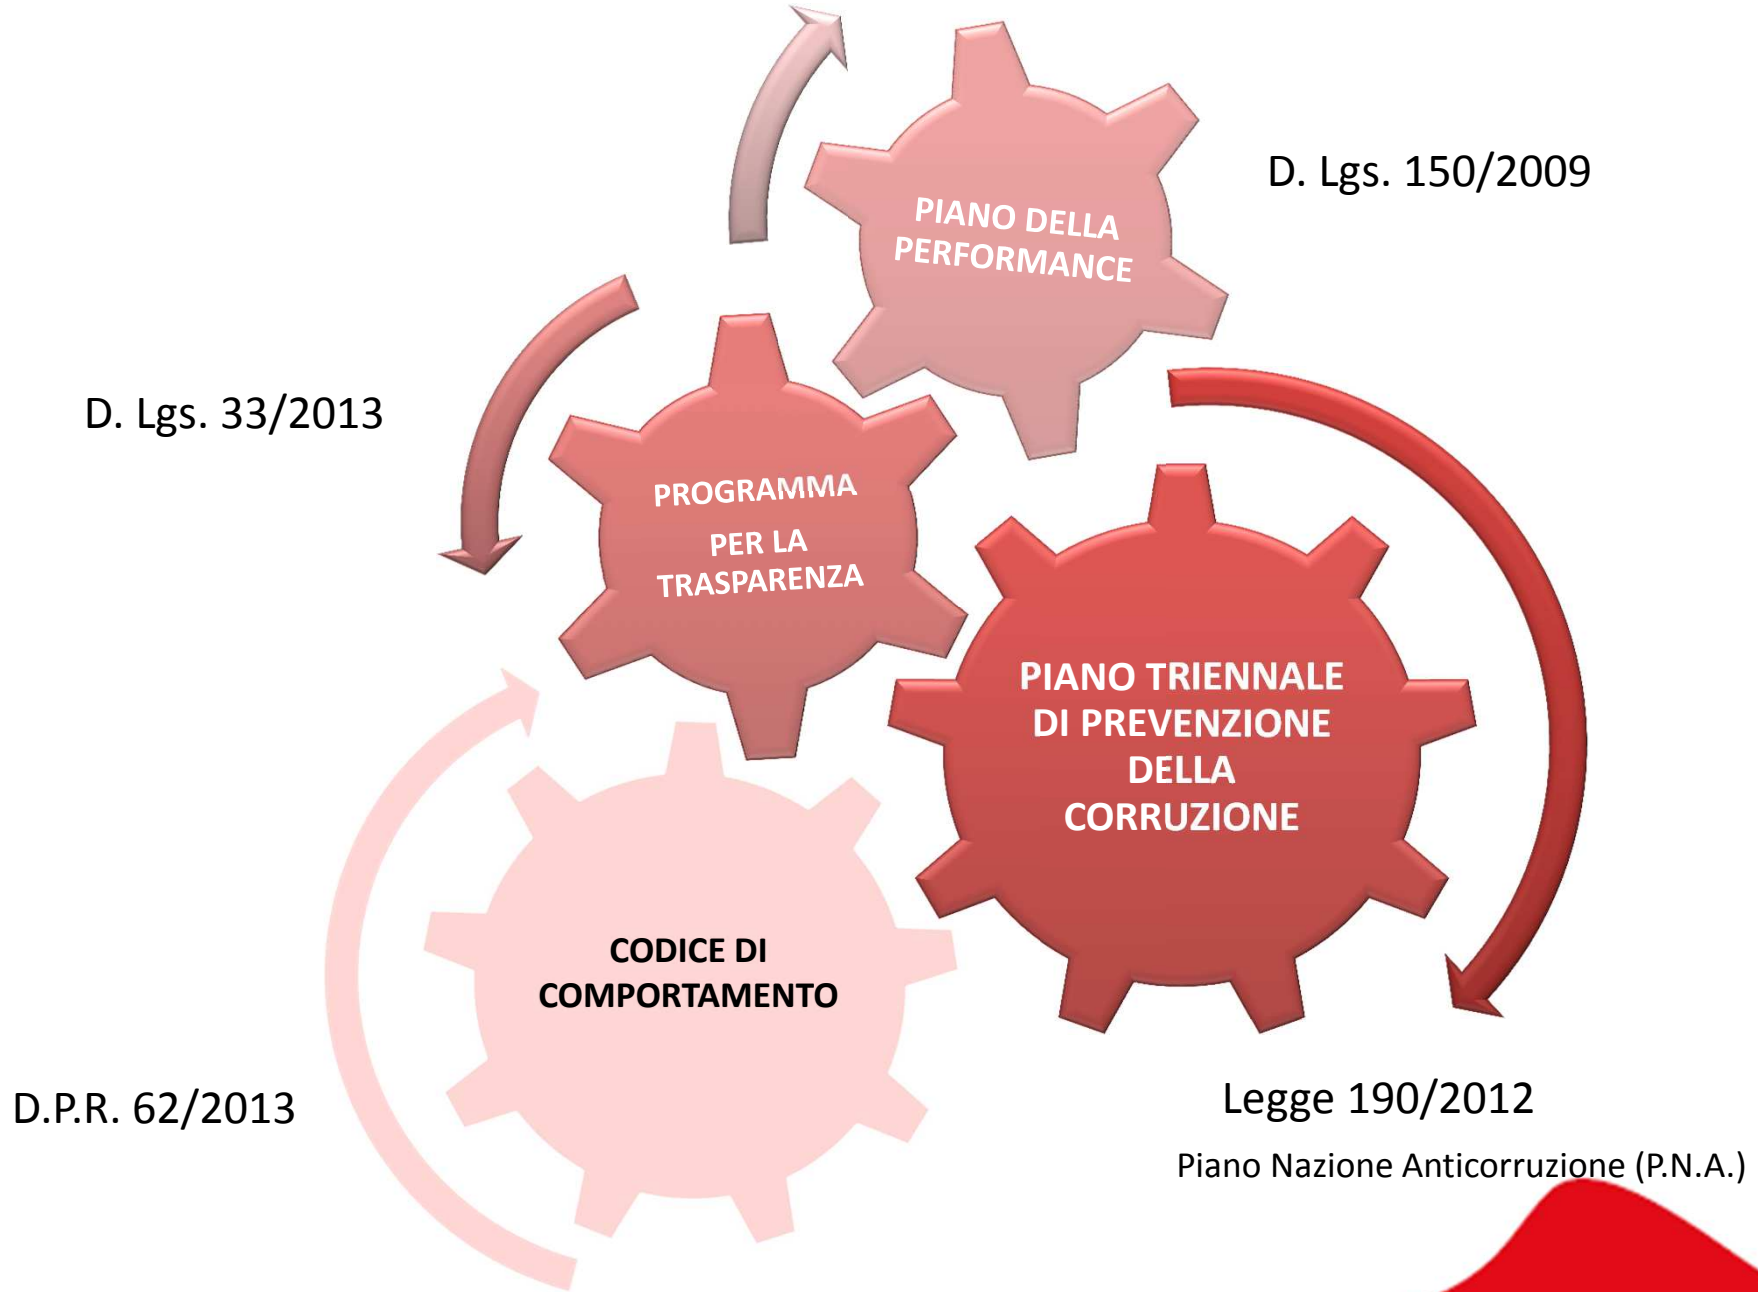 PIANO DELLA
PERFORMANCE
D. Lgs. 150/2009
D. Lgs. 33/2013
PROGRAMMA
PER LA
TRASPARENZA
PIANO TRIENNALE
DI PREVENZIONE
DELLA
CORRUZIONE
CODICE DI
COMPORTAMENTO
D.P.R. 62/2013
Legge 190/2012
Piano Nazione Anticorruzione (P.N.A.)